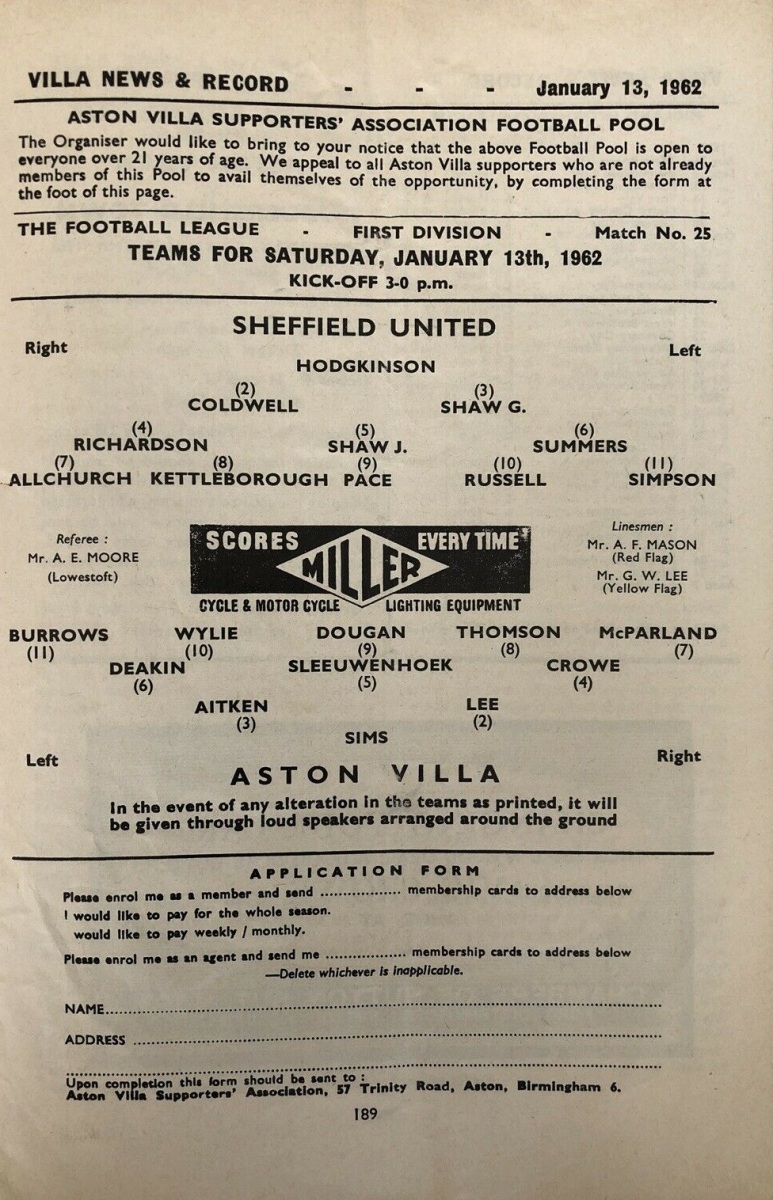 VILLA NEWS & RECORD - - - January 13, 1962
ASTON VILLA SUPPORTERS' ASSOCIATION FOOTBALL POOL
The Organiser would like to bring to your notice that the above Football Pool is open to
everyone over 21 years of age. We appeal to all Aston Villa supporters who are not already
members of this Pool to avail themselves of the opportunity, by completing the form at
the foot of this page.
THE FOOTBALL LEAGUE - FIRST DIVISION - Match No. 25
TEAMS FOR SATURDAY, JANUARY 13th, 1962
KICK-OFF 3-0 p.m.
SHEFFIELD UNITED
Right Left
HODGKINSON
(2) (3)
COLDWELL SHAW G.
(4) (5) (6)
RICHARDSON SHAW J. SUMMERS
(7) (8) (9) (10) (11)
ALLCHURCH KETTLEBOROUGH PACE RUSSELL SIMPSON
Referee :
Mr. A. E. MOORE
(Lowestoft)
SCORES MILLER EVERY TIME
CYCLE & MOTOR CYCLE LIGHTING EQUIPMENT
Linesmen :
Mr. A. F. MASON
(Red Flag)
Mr. G. W. LEE
(Yellow Flag)
BURROWS WYLIE DOUGAN THOMSON McPARLAND
(11) (10) (9) (8) (7)
DEAKIN SLEEUWENHOEK CROWE
(6) (5) (4)
AITKEN LEE
(3) (2)
SIMS
Left Right
ASTON VILLA
In the event of any alteration in the teams as printed, it will
be given through loud speakers arranged around the ground
APPLICATION FORM
Please enrol me as a member and send .................. membership cards to address below
I would like to pay for the whole season.
would like to pay weekly / monthly.
Please enrol me as an agent and send me .................. membership cards to address below
—Delete whichever is inapplicable.
NAME..................
ADDRESS ..................
Upon completion this form should be sent to :
Aston Villa Supporters' Association, 57 Trinity Road, Aston, Birmingham 6.
189